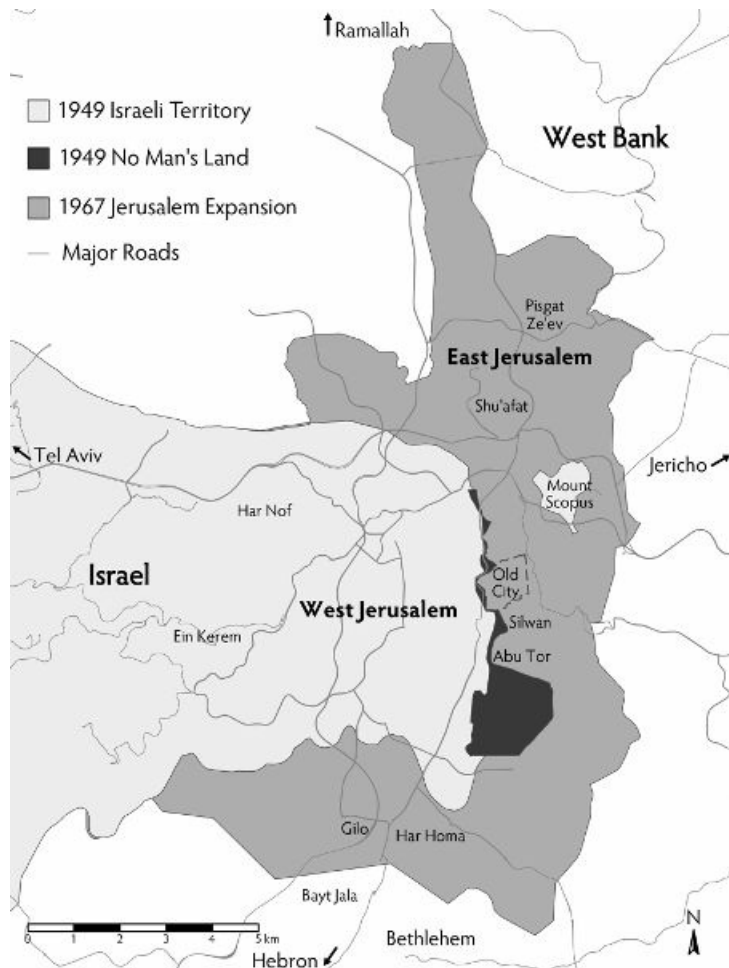 Ramallah
1949 Israeli Territory
West Bank
1949 No Man's Land
1967 Jerusalem Expansion
Major Roads
Pisgat
Ze'ev
East Jerusalem
Shu'afat
Tel Aviv
Jericho
Mount
Scopus
Har Nof
Old
City
Israel
West Jerusalem
Silwan
Ein Kerem
Abu Tor
Gilo
Har Homa
Bayt Jala
N
0 1 2 3 4 5 km
Bethlehem
Hebron